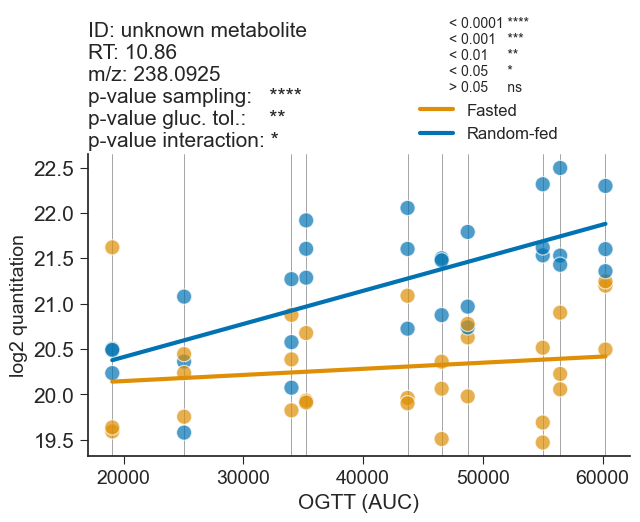 ID: unknown metabolite
RT: 10.86
m/z: 238.0925
p-value sampling: ****
p-value gluc. tol.: **
p-value interaction: *
< 0.0001 ****
< 0.001 ***
< 0.01 **
< 0.05 *
> 0.05 ns
Fasted
Random-fed
22.5
22.0
21.5
21.0
20.5
20.0
19.5
log2 quantitation
20000 30000 40000 50000 60000
OGTT (AUC)